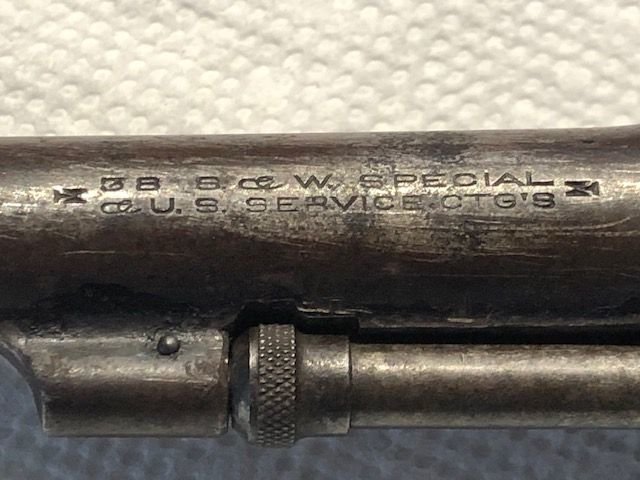 38 S. & W. SPECIAL
& U. S. SERVICE CTG'S